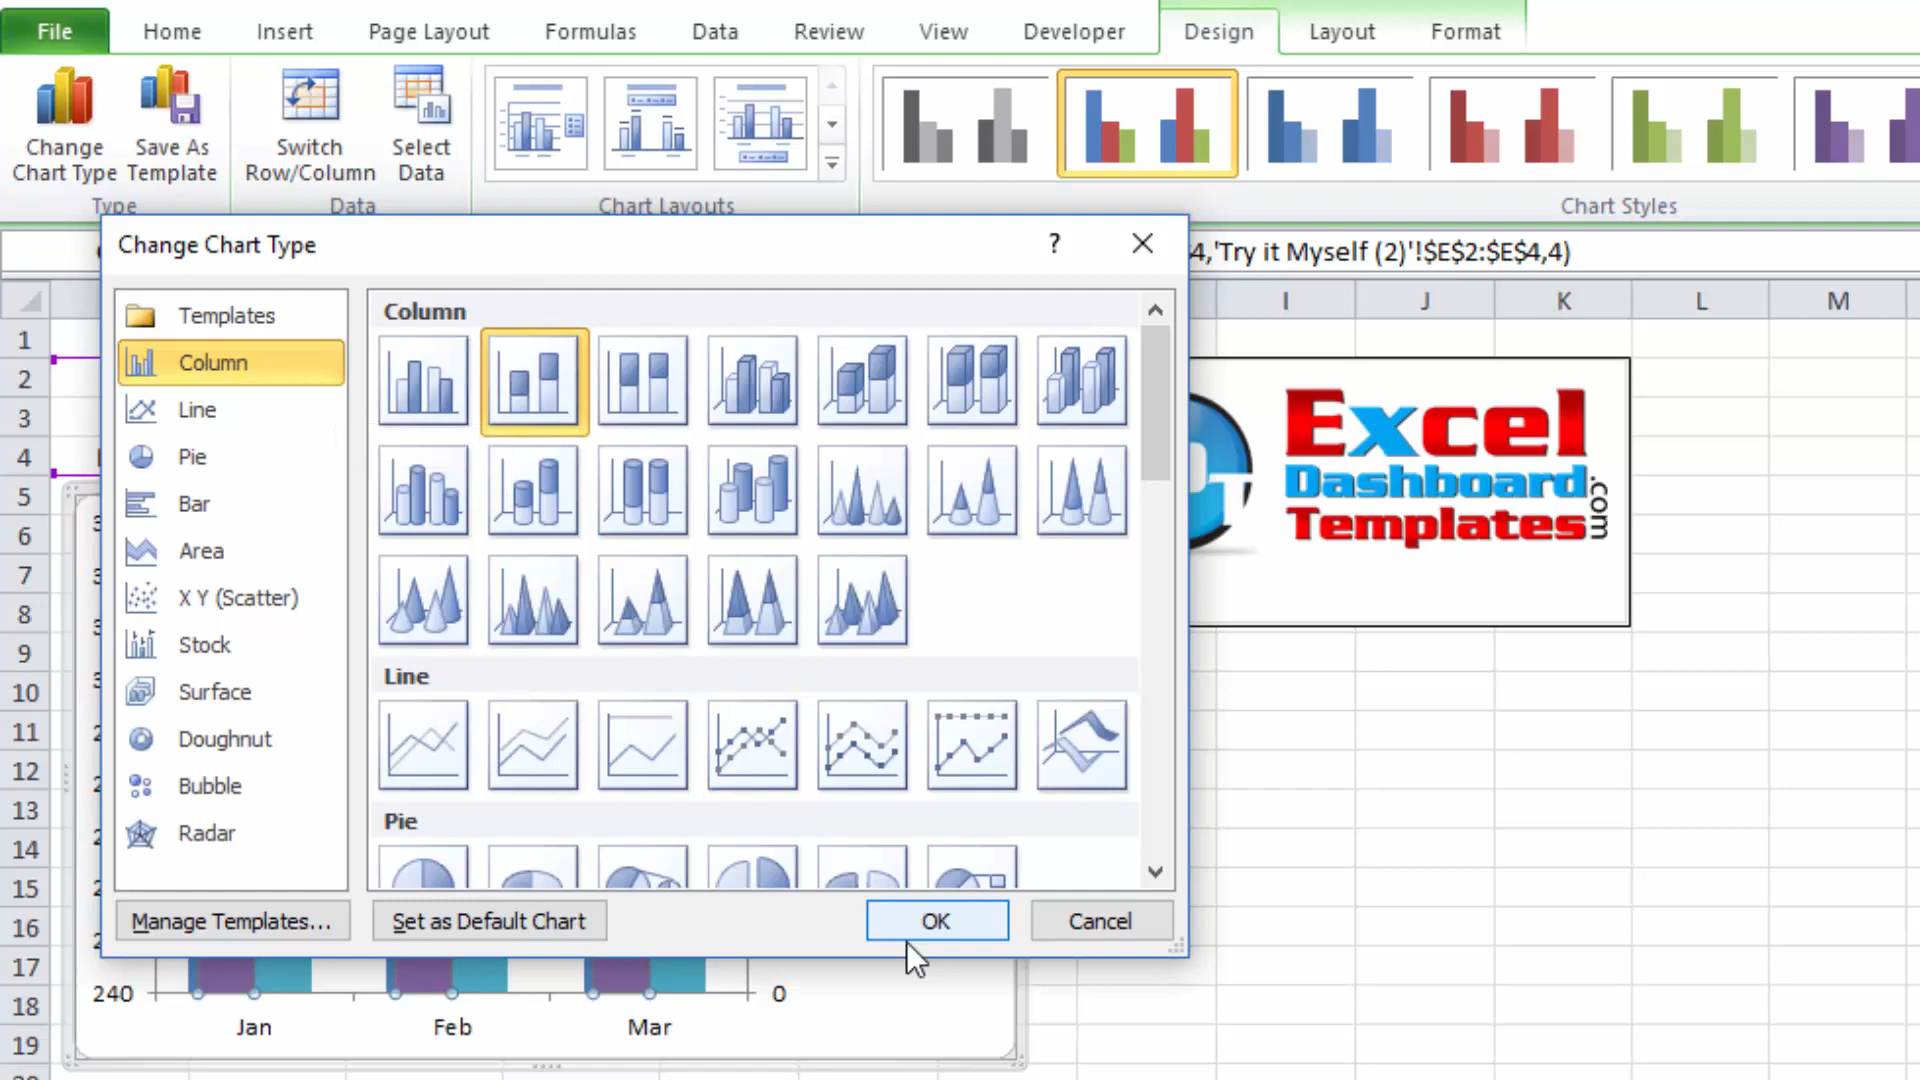 File Home Insert Page Layout Formulas Data Review View Developer Design Layout Format
Change Chart Type
Save As Template
Switch Row/Column
Select Data
Type Data Chart Layouts Chart Styles
Change Chart Type ?
4,'Try it Myself (2)'!$E$2:$E$4,4)
I J K L M
1
2
3
4
5
6
7
8
9
10
11
12
13
14
15
16
17
18
19
Templates
Column
Line
Pie
Bar
Area
X Y (Scatter)
Stock
Surface
Doughnut
Bubble
Radar
Column
Line
Pie
Manage Templates...
Set as Default Chart
OK
Cancel
Excel
Dashboard
Templates
.com
240 0
Jan Feb Mar